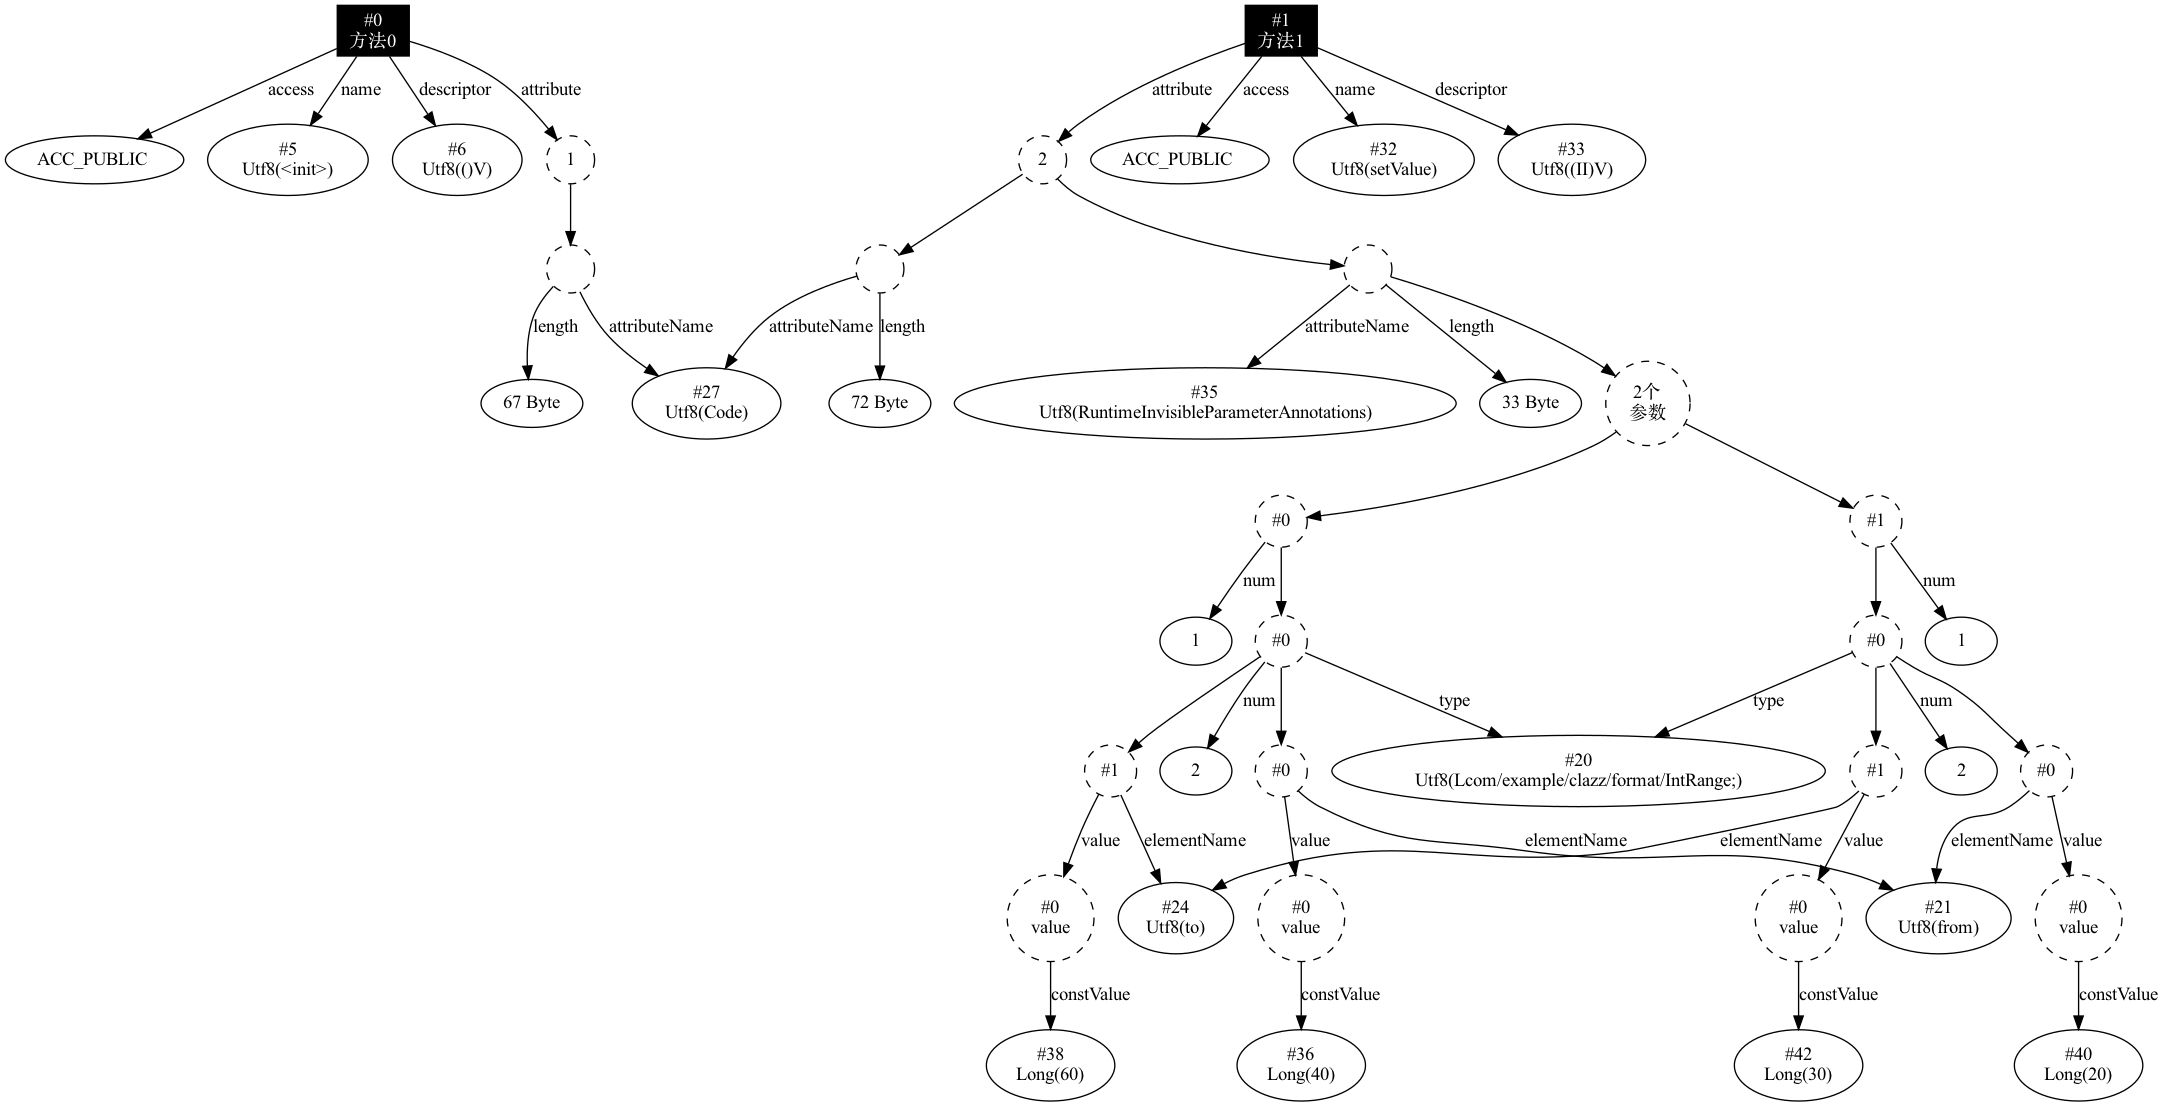 #0
方法0
#1
方法1
access
name
descriptor
attribute
attribute
access
name
descriptor
ACC_PUBLIC
#5
Utf8(<init>)
#6
Utf8(()V)
1
2
ACC_PUBLIC
#32
Utf8(setValue)
#33
Utf8((II)V)
length
attributeName
attributeName
length
attributeName
length
67 Byte
#27
Utf8(Code)
72 Byte
#35
Utf8(RuntimeInvisibleParameterAnnotations)
33 Byte
2个
参数
#0
#1
num
num
1
#0
#0
1
num
type
type
num
#1
2
#0
#20
Utf8(Lcom/example/clazz/format/IntRange;)
#1
2
#0
value
elementName
value
elementName
elementName
value
elementName
value
#0
value
#24
Utf8(to)
#0
value
#0
value
#21
Utf8(from)
#0
value
constValue
constValue
constValue
constValue
#38
Long(60)
#36
Long(40)
#42
Long(30)
#40
Long(20)